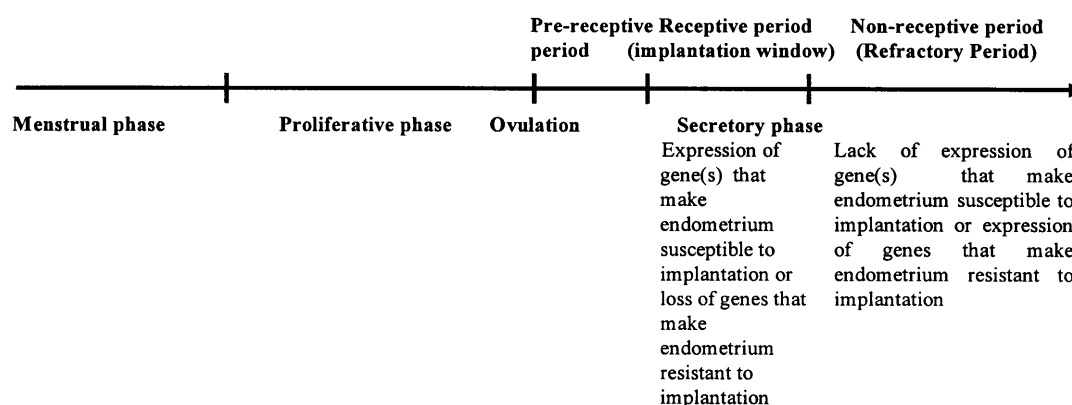 Pre-receptive Receptive period Non-receptive period
period (implantation window) (Refractory Period)
Menstrual phase Proliferative phase Ovulation Secretory phase
Expression of
gene(s) that
make
endometrium
susceptible to
implantation or
loss of genes that
make
endometrium
resistant to
implantation
Lack of expression of
gene(s) that make
endometrium susceptible to
implantation or expression
of genes that make
endometrium resistant to
implantation